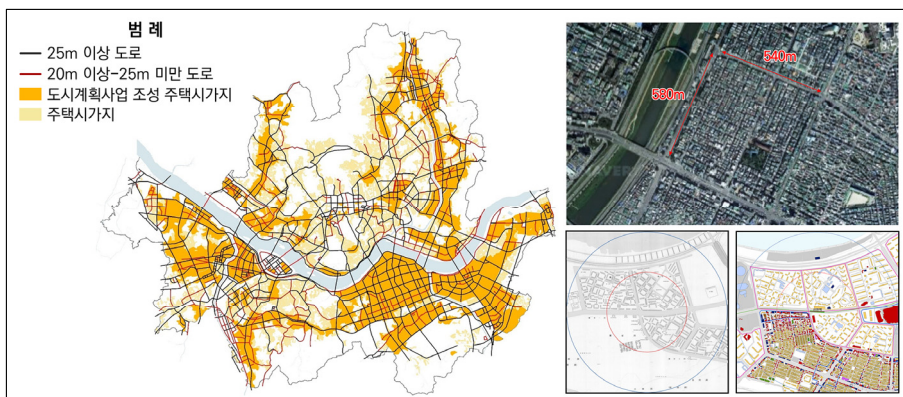 범 례
25m 이상 도로
20m 이상-25m 미만 도로
도시계획사업 조성 주택시가지
주택시가지
540m
580m